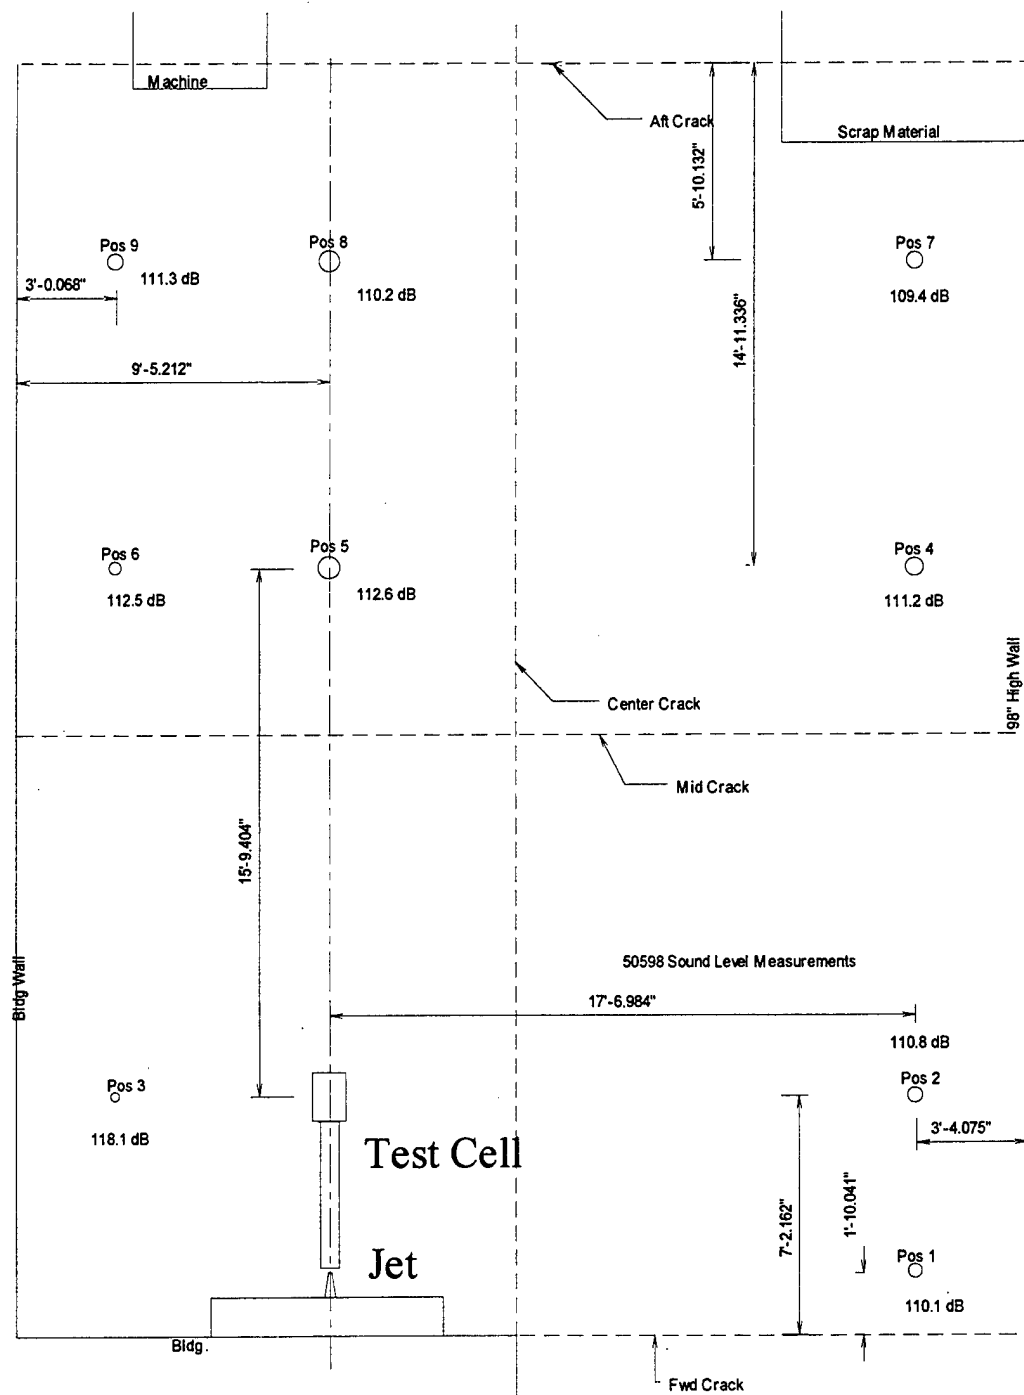 Machine
Aft Crack
Scrap Material
5'-10.132"
Pos 9
Pos 8
Pos 7
3'-0.068"
111.3 dB
110.2 dB
109.4 dB
14'-11.336"
9'-5.212"
Pos 6
Pos 5
Pos 4
112.5 dB
112.6 dB
111.2 dB
98" High Wall
Center Crack
Mid Crack
15'-9.404"
50598 Sound Level Measurements
Bldg Wall
17'-6.984"
110.8 dB
Pos 3
Pos 2
118.1 dB
3'-4.075"
Test Cell
7'-2.162"
1'-10.041"
Jet
Pos 1
110.1 dB
Bldg.
Fwd Crack